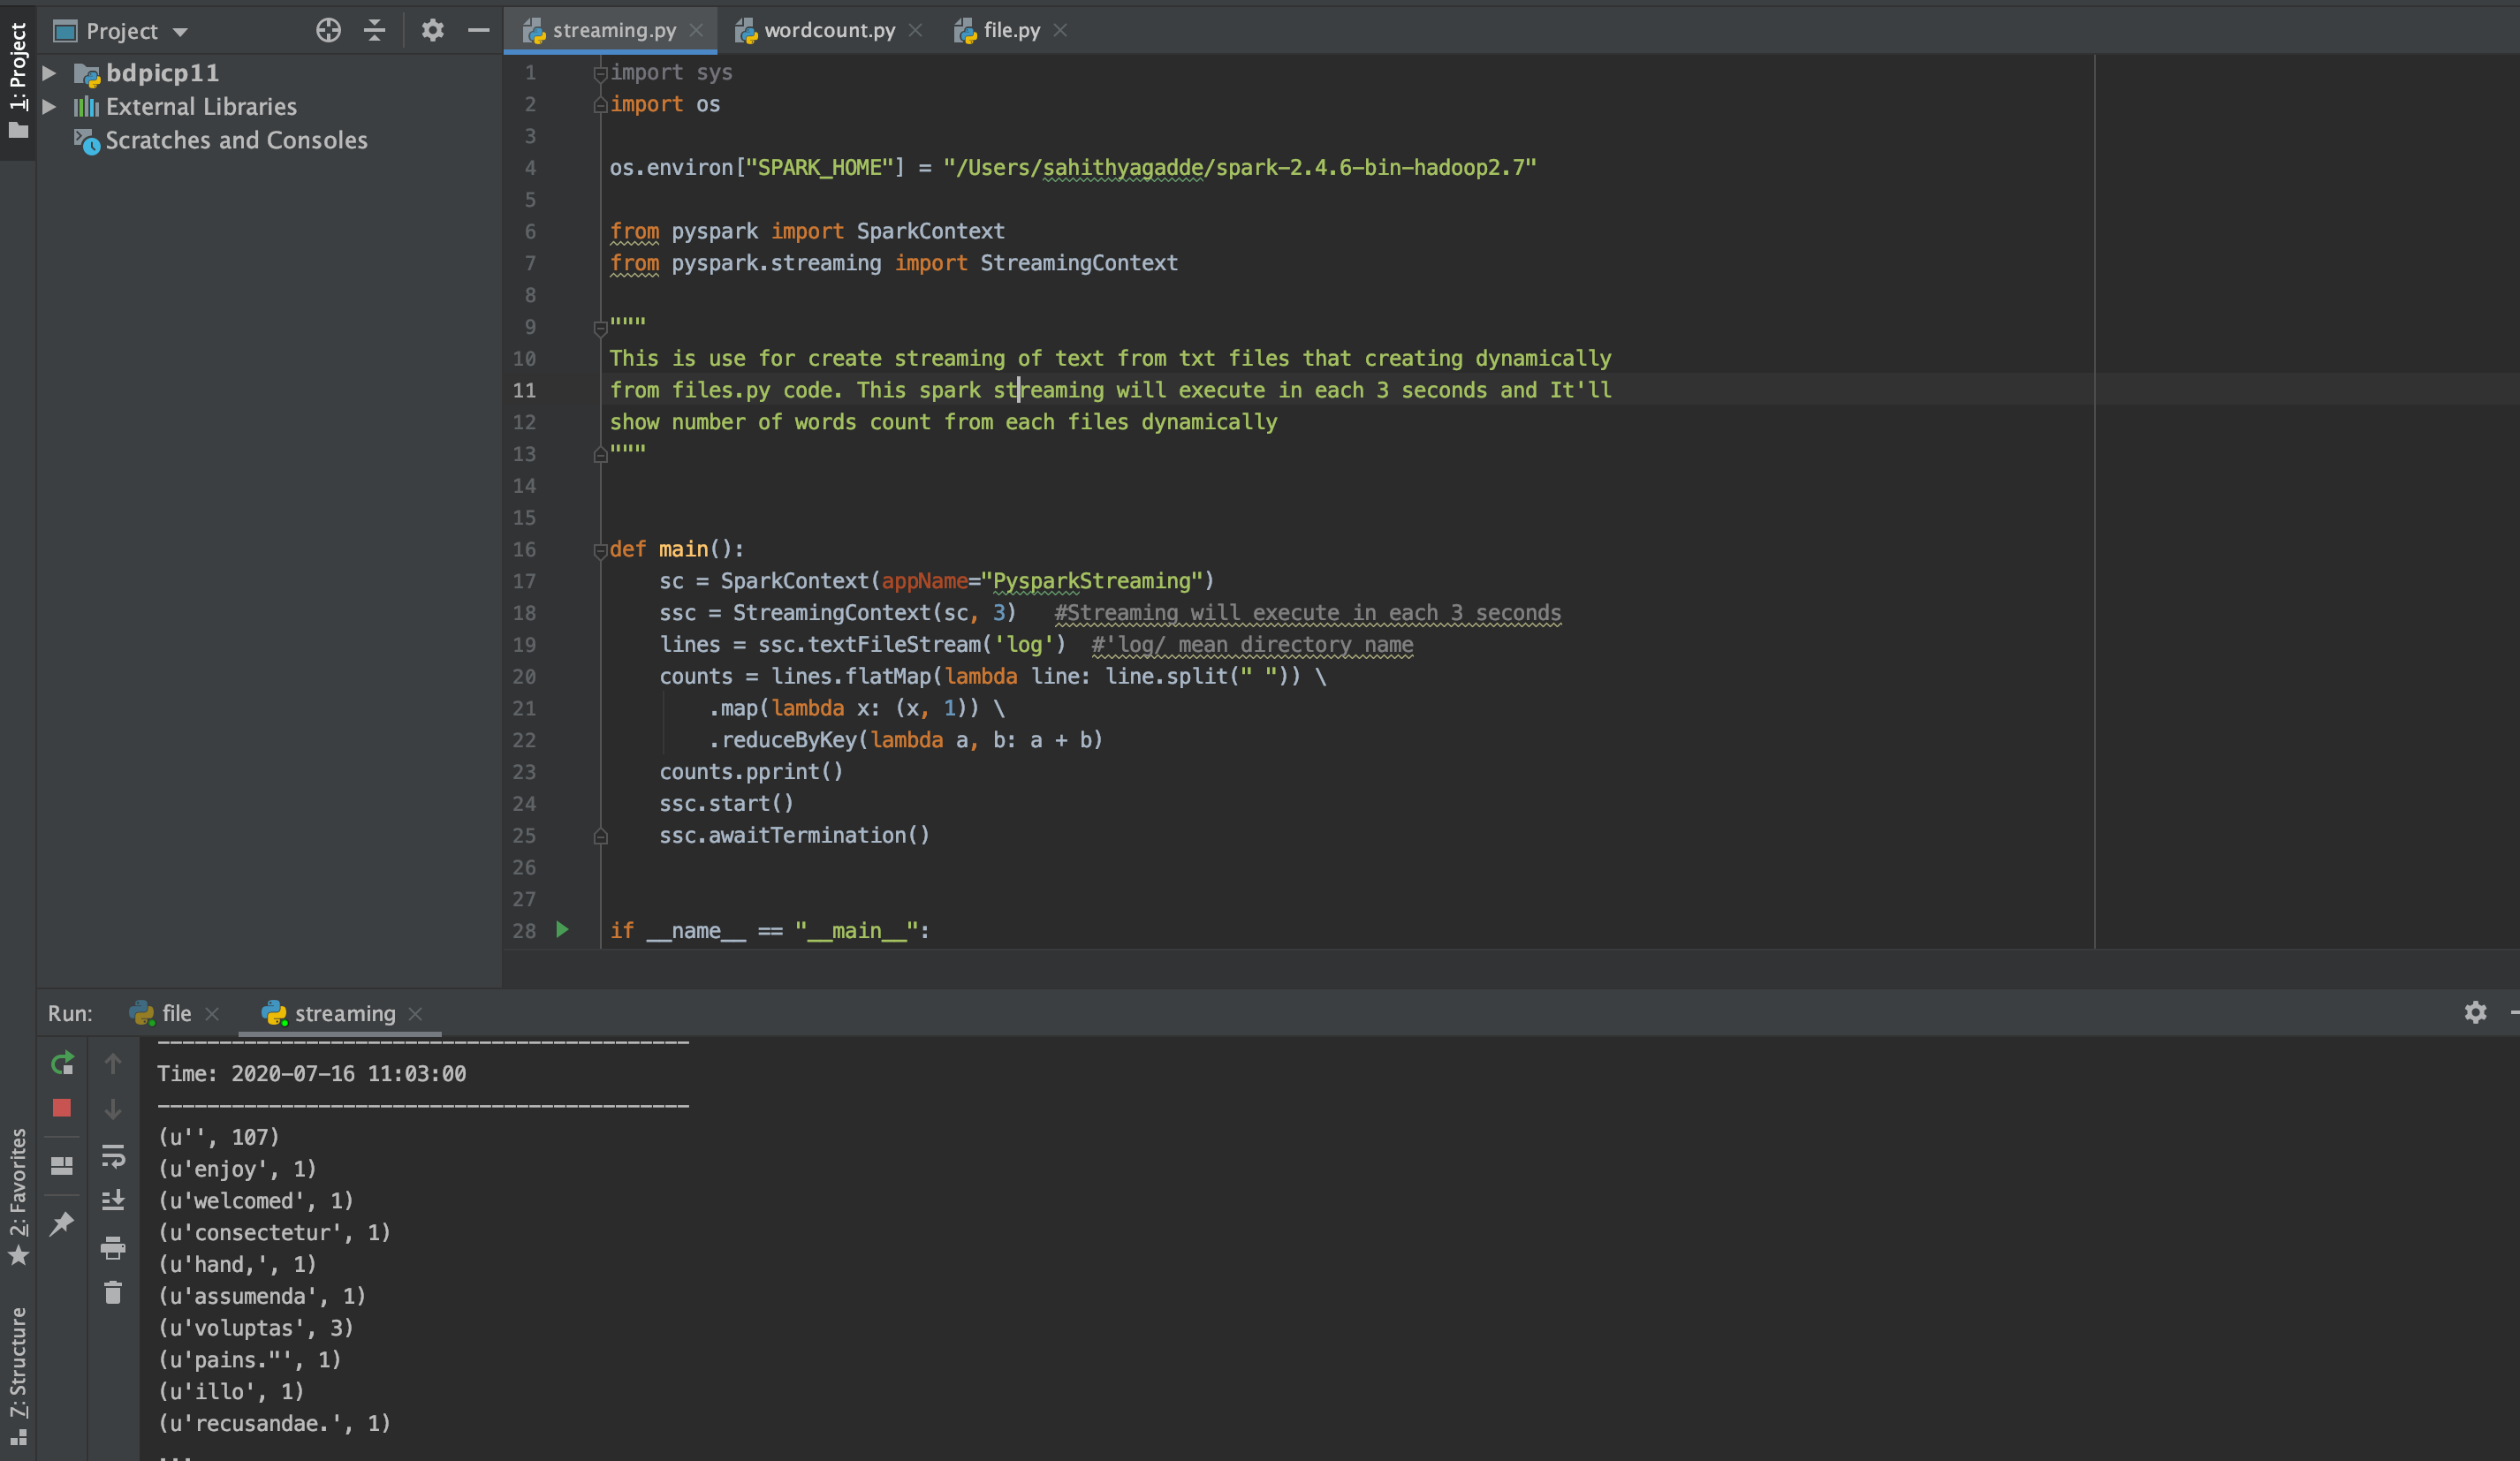 Project
streaming.py
wordcount.py
file.py
1: Project
bdpicp11
External Libraries
Scratches and Consoles
1 import sys
2 import os
3
4 os.environ["SPARK_HOME"] = "/Users/sahithyagadde/spark-2.4.6-bin-hadoop2.7"
5
6 from pyspark import SparkContext
7 from pyspark.streaming import StreamingContext
8
9 """
10 This is use for create streaming of text from txt files that creating dynamically
11 from files.py code. This spark streaming will execute in each 3 seconds and It'll
12 show number of words count from each files dynamically
13 """
14
15
16 def main():
17     sc = SparkContext(appName="PysparkStreaming")
18     ssc = StreamingContext(sc, 3)   #Streaming will execute in each 3 seconds
19     lines = ssc.textFileStream('log')  #'log/ mean directory name
20     counts = lines.flatMap(lambda line: line.split(" ")) \
21         .map(lambda x: (x, 1)) \
22         .reduceByKey(lambda a, b: a + b)
23     counts.pprint()
24     ssc.start()
25     ssc.awaitTermination()
26
27
28 if __name__ == "__main__":
Run:
file
streaming
-------------------------------------------
Time: 2020-07-16 11:03:00
-------------------------------------------
(u'', 107)
(u'enjoy', 1)
(u'welcomed', 1)
(u'consectetur', 1)
(u'hand,', 1)
(u'assumenda', 1)
(u'voluptas', 3)
(u'pains."', 1)
(u'illo', 1)
(u'recusandae.', 1)
...
2: Favorites
7: Structure